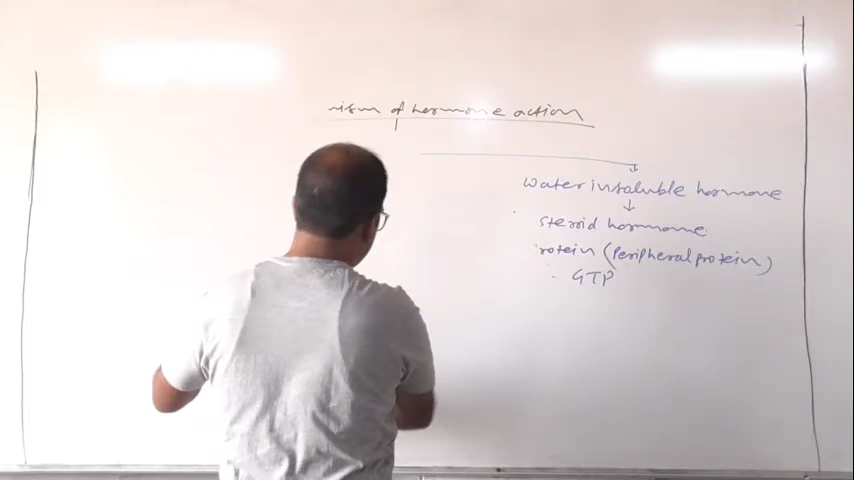 nism of hormone action
Water insoluble hormone
steroid hormone
rotein (Peripheral protein)
GTP